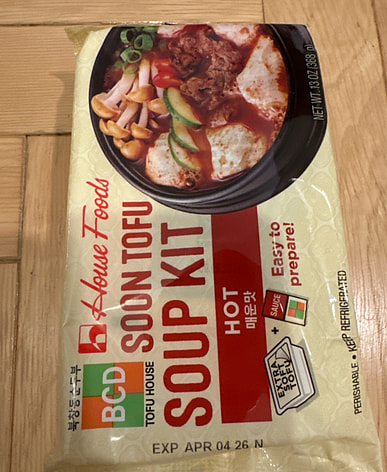 NET WT. 13 OZ (368 g)
House Foods
북창동순두부
BCD
TOFU HOUSE
SOON TOFU
SOUP KIT
HOT
매운맛
Easy to
prepare!
SAUCE
+
EXTRA
SOFT
TOFU
PERISHABLE • KEEP REFRIGERATED
EXP APR 04 26 N